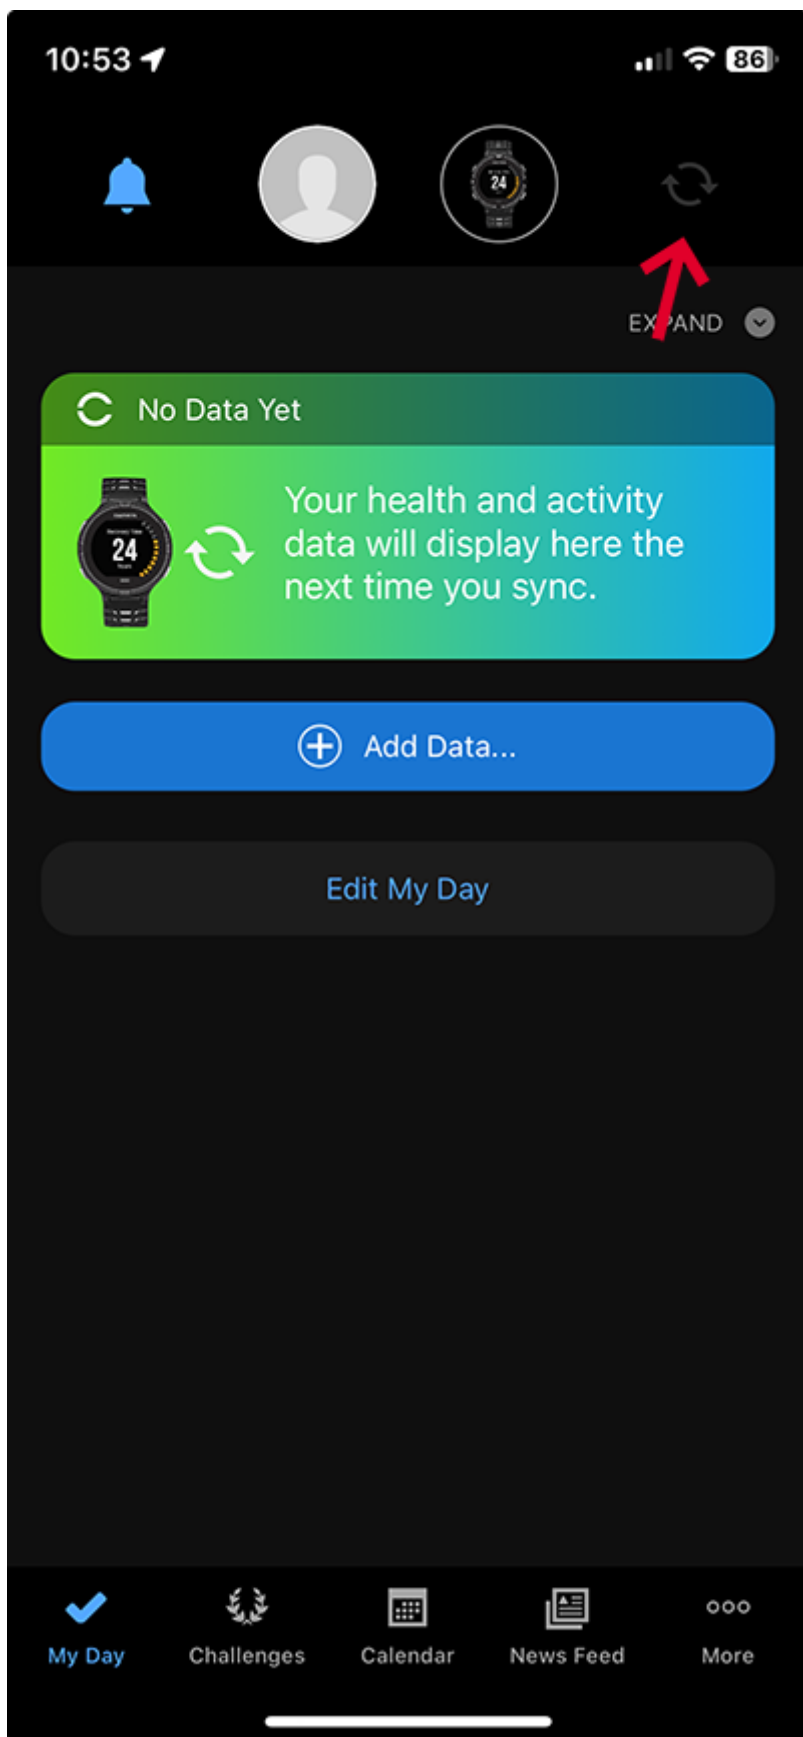 10:53
86
24
EXPAND
No Data Yet
Your health and activity
data will display here the
next time you sync.
24
Add Data...
Edit My Day
My Day
Challenges
Calendar
News Feed
More